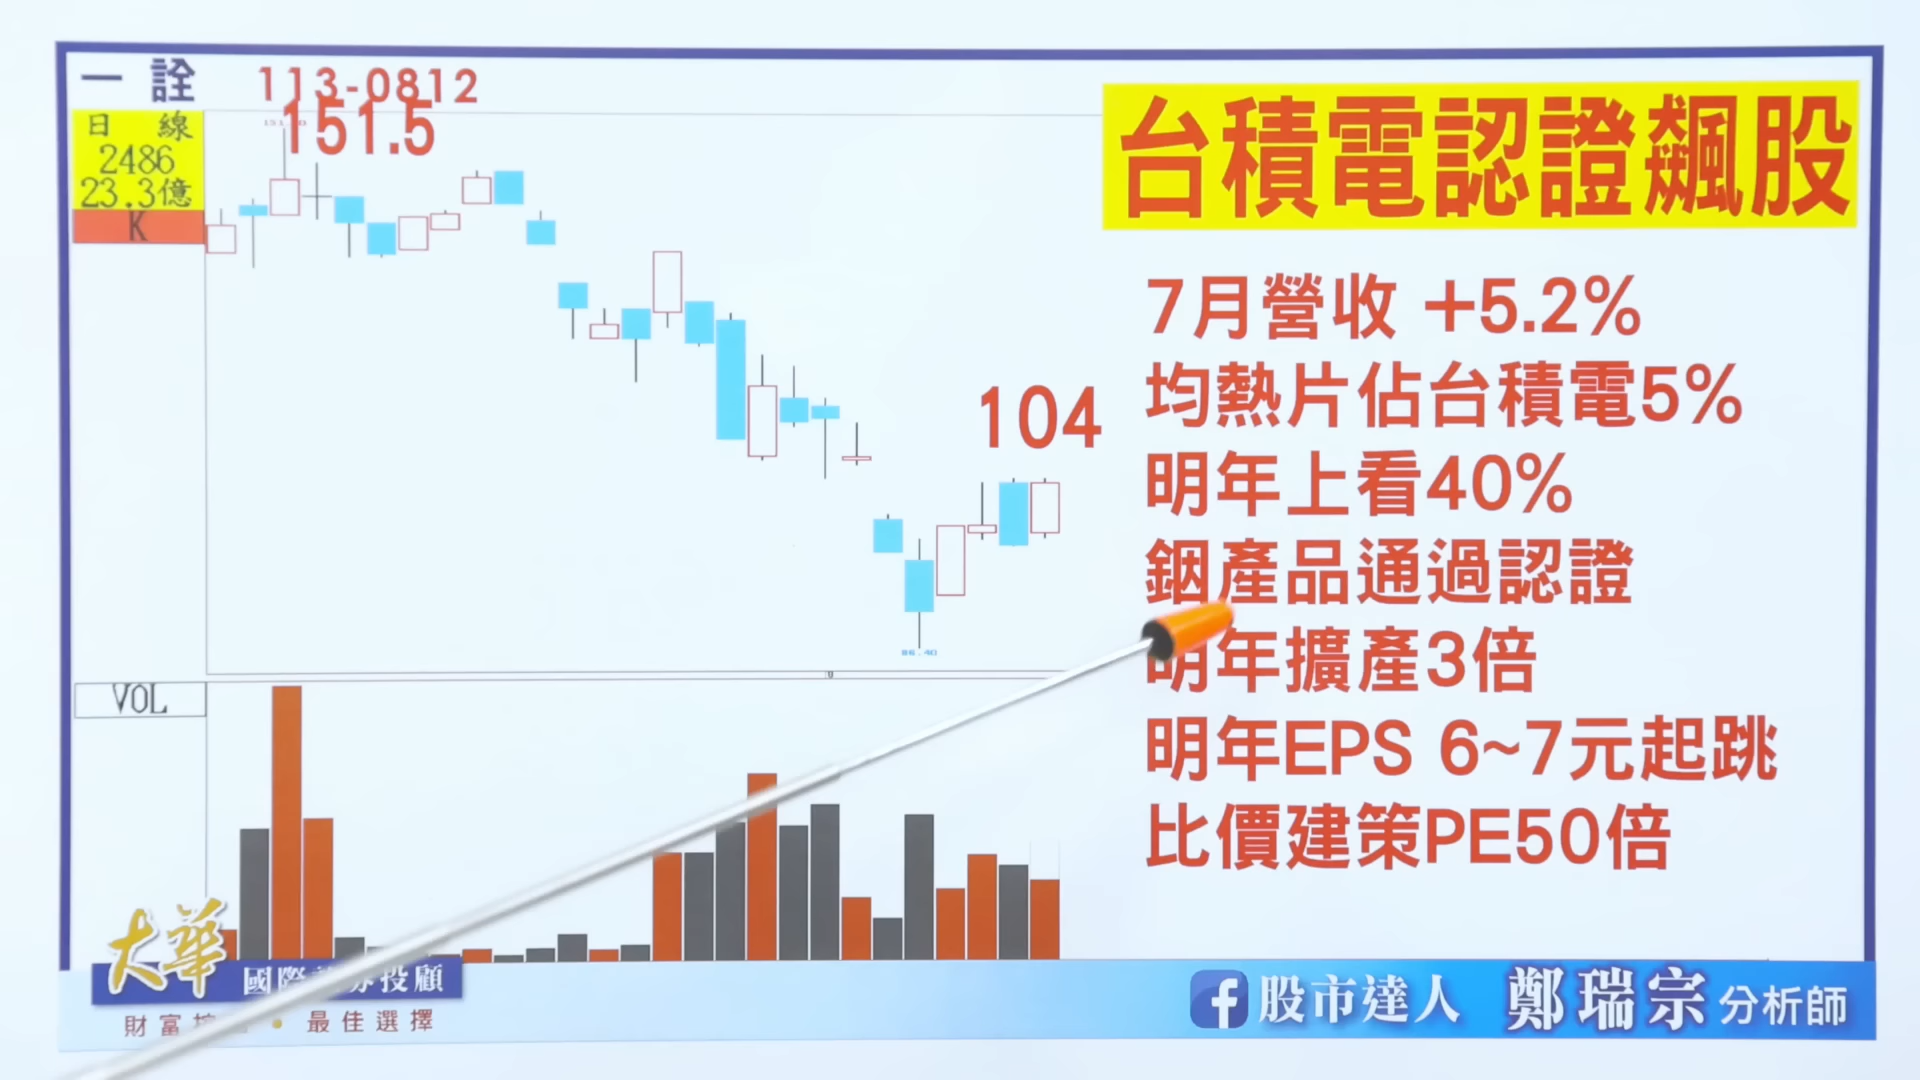 一詮
113-0812
151.5
日 線
2486
23.3億
K
104
86.40
VOL
台積電認證飆股
7月營收 +5.2%
均熱片佔台積電5%
明年上看40%
銦產品通過認證
明年擴產3倍
明年EPS 6~7元起跳
比價建策PE50倍
大華
國際 投顧
財富 最佳選擇
股市達人 鄭瑞宗 分析師